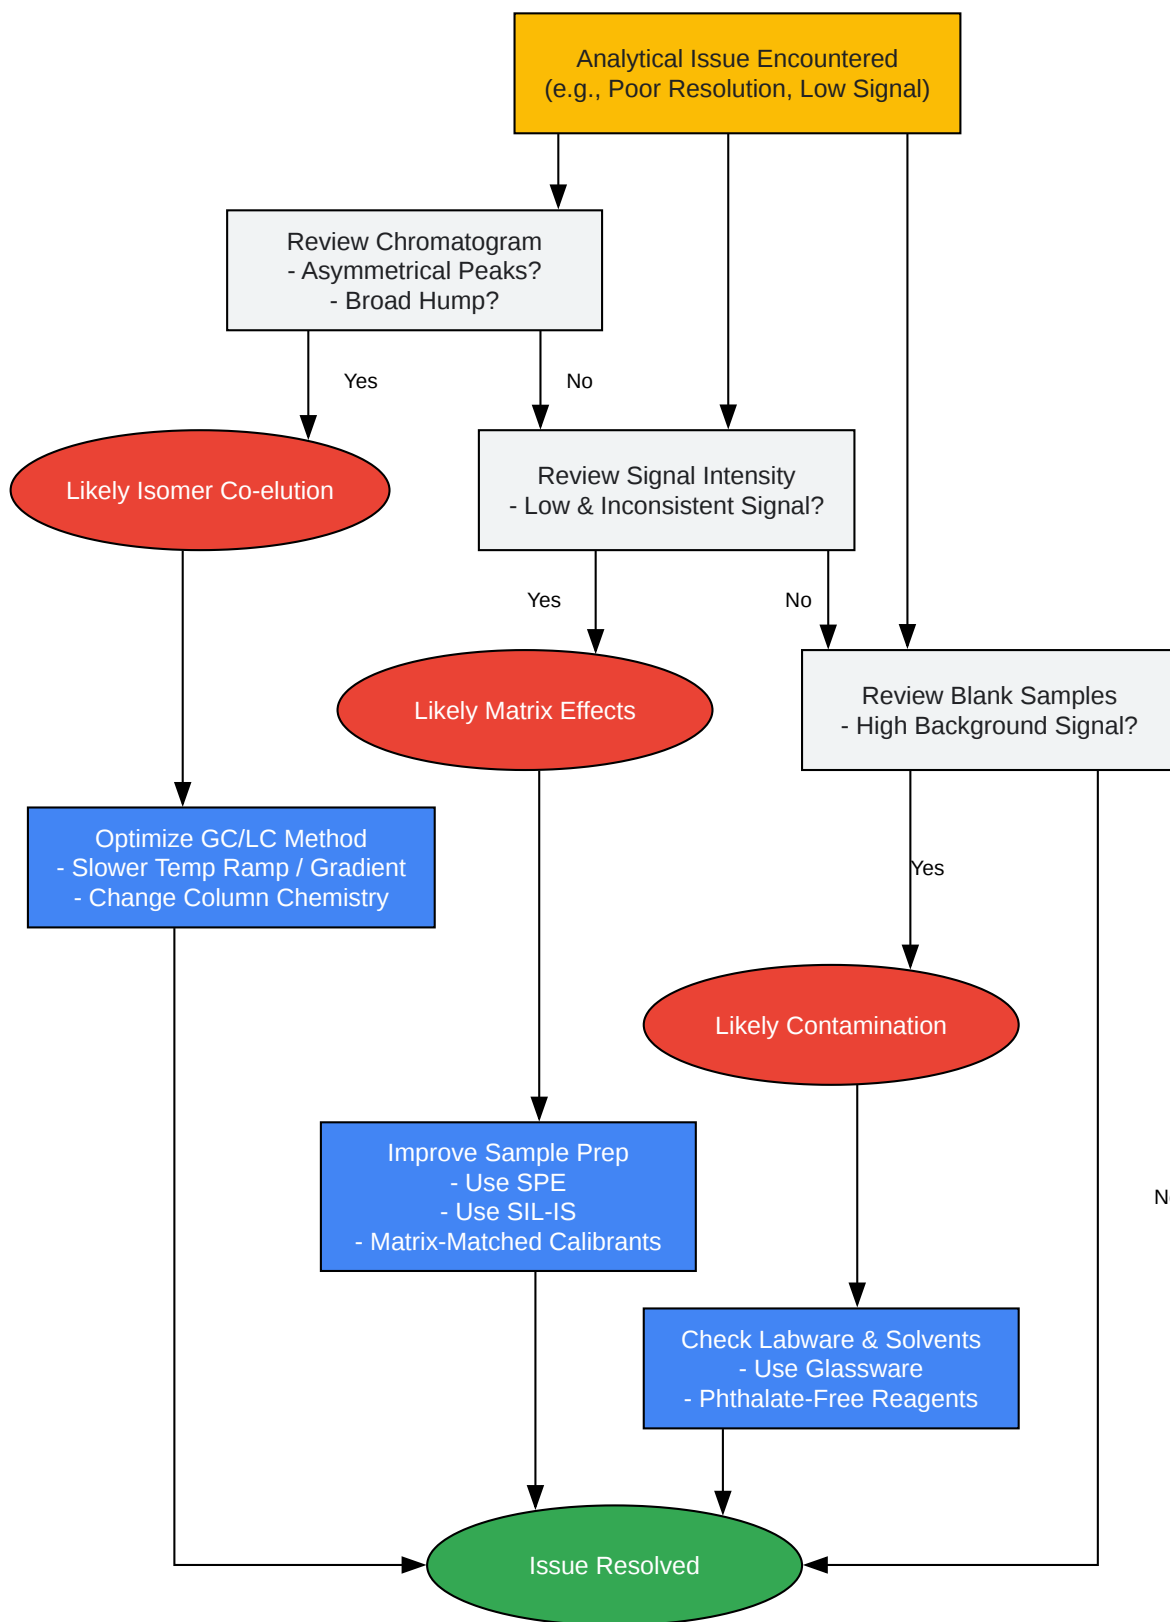 Analytical Issue Encountered
(e.g., Poor Resolution, Low Signal)
Review Chromatogram
- Asymmetrical Peaks?
- Broad Hump?
Yes
No
Likely Isomer Co-elution
Review Signal Intensity
- Low & Inconsistent Signal?
Yes
No
Likely Matrix Effects
Review Blank Samples
- High Background Signal?
Optimize GC/LC Method
- Slower Temp Ramp / Gradient
- Change Column Chemistry
Yes
Likely Contamination
Improve Sample Prep
- Use SPE
- Use SIL-IS
- Matrix-Matched Calibrants
Check Labware & Solvents
- Use Glassware
- Phthalate-Free Reagents
Issue Resolved